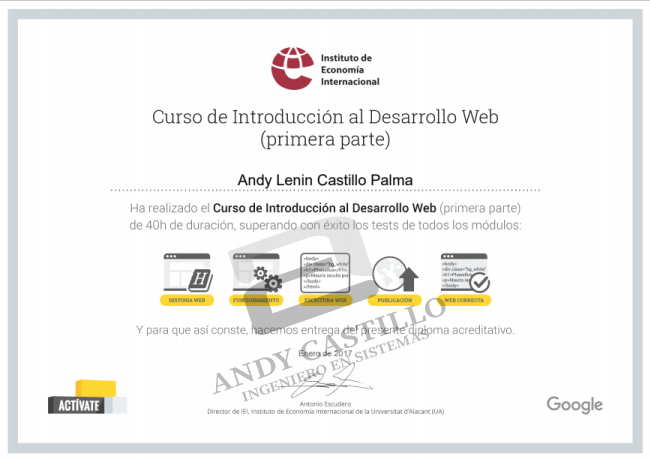 Instituto de
Economía
Internacional
Curso de Introducción al Desarrollo Web
(primera parte)
Andy Lenin Castillo Palma
Ha realizado el Curso de Introducción al Desarrollo Web (primera parte)
de 40h de duración, superando con éxito los tests de todos los módulos:
H
<body>
</body>
</html>
<body>
HISTORIA WEB
FUNCIONAMIENTO
ESCRITURA WEB
PUBLICACIÓN
WEB CORRECTA
Y para que así conste, hacemos entrega del presente diploma acreditativo.
ANDY CASTILLO
INGENIERO EN SISTEMAS
Enero de 2017
Antonio Escudero
Director de IEI, Instituto de Economía Internacional de la Universitat d'Alacant (UA)
ACTÍVATE
Google